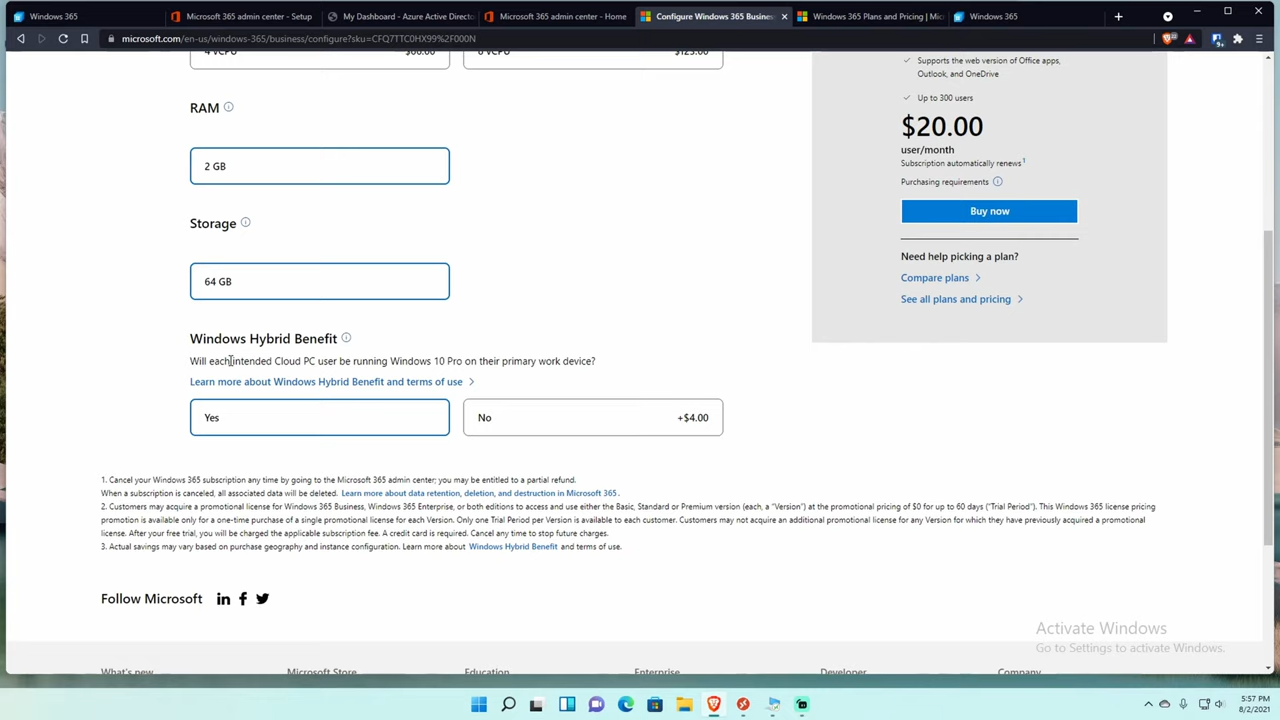 Windows 365
Microsoft 365 admin center - Setup
My Dashboard - Azure Active Directo
Microsoft 365 admin center - Home
Configure Windows 365 Busines
Windows 365 Plans and Pricing | Mic
Windows 365
microsoft.com/en-us/windows-365/business/configure?sku=CFQ7TTC0HX99%2F000N
RAM
2 GB
Storage
64 GB
Windows Hybrid Benefit
Will each intended Cloud PC user be running Windows 10 Pro on their primary work device?
Learn more about Windows Hybrid Benefit and terms of use
Yes
No +$4.00
Supports the web version of Office apps,
Outlook, and OneDrive
Up to 300 users
$20.00
user/month
Subscription automatically renews1
Purchasing requirements
Buy now
Need help picking a plan?
Compare plans
See all plans and pricing
1. Cancel your Windows 365 subscription any time by going to the Microsoft 365 admin center; you may be entitled to a partial refund.
When a subscription is canceled, all associated data will be deleted. Learn more about data retention, deletion, and destruction in Microsoft 365.
2. Customers may acquire a promotional license for Windows 365 Business, Windows 365 Enterprise, or both editions to access and use either the Basic, Standard or Premium version (each, a "Version") at the promotional pricing of $0 for up to 60 days ("Trial Period"). This Windows 365 license pricing
promotion is available only for a one-time purchase of a single promotional license for each Version. Only one Trial Period per Version is available to each customer. Customers may not acquire an additional promotional license for any Version for which they have previously acquired a promotional
license. After your free trial, you will be charged the applicable subscription fee. A credit card is required. Cancel any time to stop future charges.
3. Actual savings may vary based on purchase geography and instance configuration. Learn more about Windows Hybrid Benefit and terms of use.
Follow Microsoft
Activate Windows
Go to Settings to activate Windows.
What's new
Microsoft Store
Education
Enterprise
Developer
Company
5:57 PM
8/2/2021